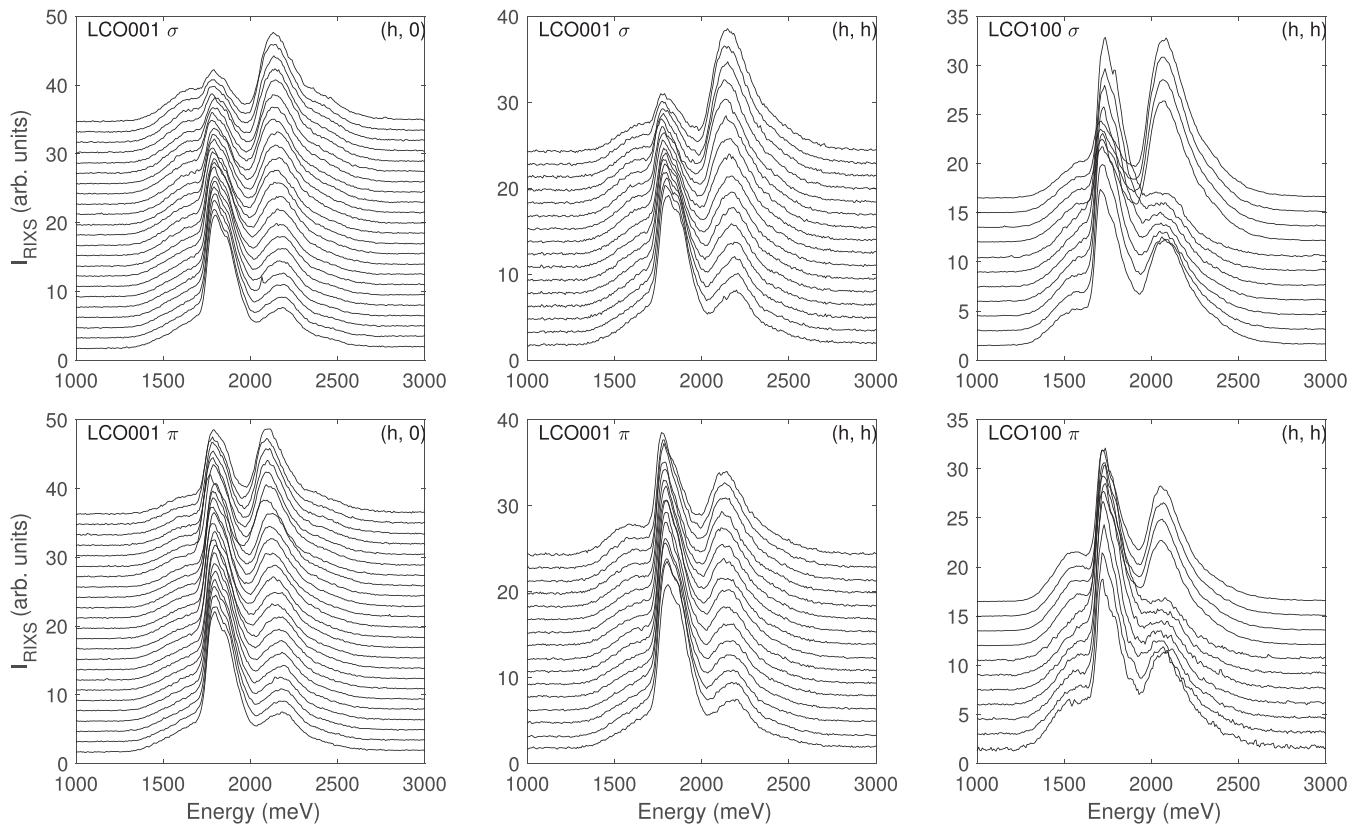 LCO001 σ (h, 0)
50
40
30
20
10
0
1000 1500 2000 2500 3000
I_RIXS (arb. units)
LCO001 σ (h, h)
40
30
20
10
0
1000 1500 2000 2500 3000
LCO100 σ (h, h)
35
30
25
20
15
10
5
0
1000 1500 2000 2500 3000
LCO001 π (h, 0)
50
40
30
20
10
0
1000 1500 2000 2500 3000
I_RIXS (arb. units)
Energy (meV)
LCO001 π (h, h)
40
30
20
10
0
1000 1500 2000 2500 3000
Energy (meV)
LCO100 π (h, h)
35
30
25
20
15
10
5
0
1000 1500 2000 2500 3000
Energy (meV)